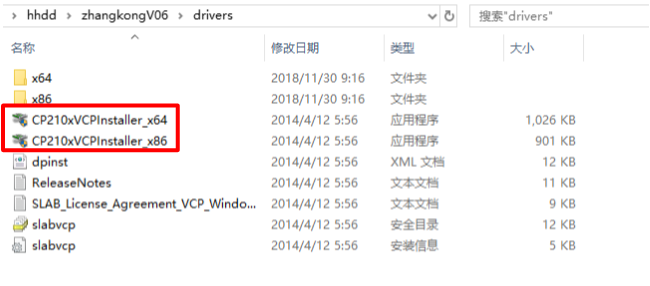 hhdd > zhangkongV06 > drivers
搜索"drivers"
名称 修改日期 类型 大小
x64 2018/11/30 9:16 文件夹
x86 2018/11/30 9:16 文件夹
CP210xVCPInstaller_x64 2014/4/12 5:56 应用程序 1,026 KB
CP210xVCPInstaller_x86 2014/4/12 5:56 应用程序 901 KB
dpinst 2014/4/12 5:56 XML 文档 12 KB
ReleaseNotes 2014/4/12 5:56 文本文档 11 KB
SLAB_License_Agreement_VCP_Windo... 2014/4/12 5:56 文本文档 9 KB
slabvcp 2014/4/12 5:56 安全目录 12 KB
slabvcp 2014/4/12 5:56 安装信息 5 KB